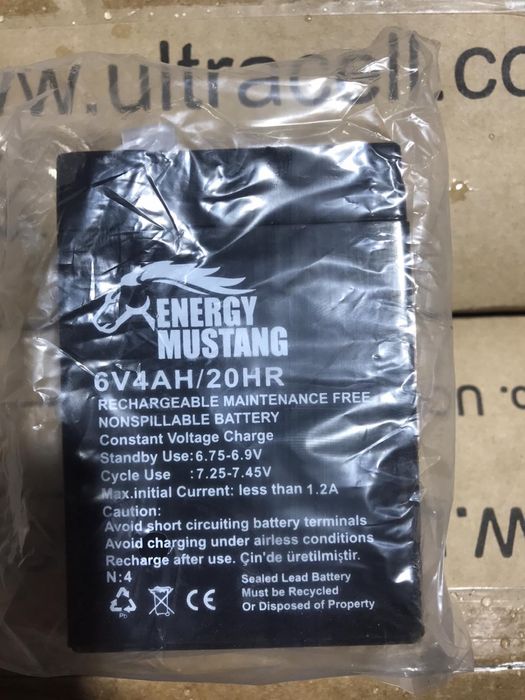 www.ultracell.co
ENERGY
MUSTANG
6V4AH/20HR
RECHARGEABLE MAINTENANCE FREE
NONSPILLABLE BATTERY
Constant Voltage Charge
Standby Use:6.75-6.9V
Cycle Use :7.25-7.45V
Max.initial Current: less than 1.2A
Caution:
Avoid short circuiting battery terminals
Avoid charging under airless conditions
Recharge after use. Çin'de üretilmiştir.
N:4
Pb
CE
Sealed Lead Battery
Must be Recycled
Or Disposed of Property